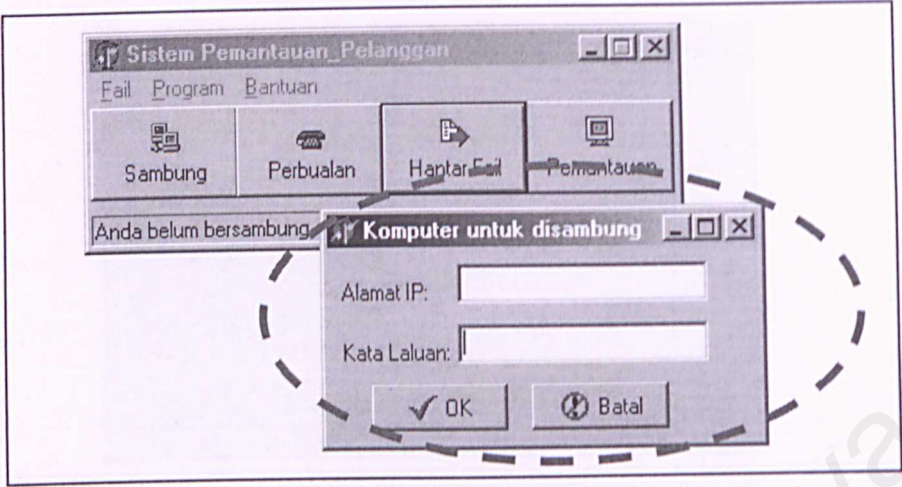 Sistem Pemantauan_Pelanggan
Fail Program Bantuan
Sambung Perbualan Hantar Fail Pemantauan
Anda belum bersambung
Komputer untuk disambung
Alamat IP:
Kata Laluan:
OK Batal